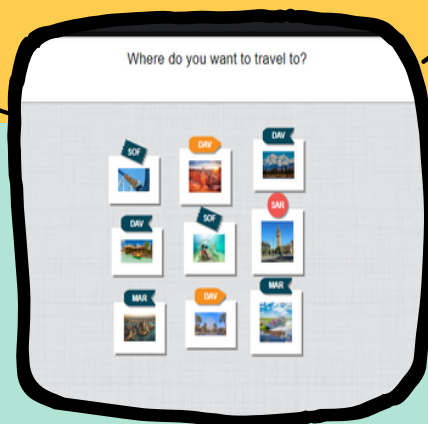 Where do you want to travel to?
SOF
DAV
DAV
DAV
SOF
SAR
MAR
DAV
MAR